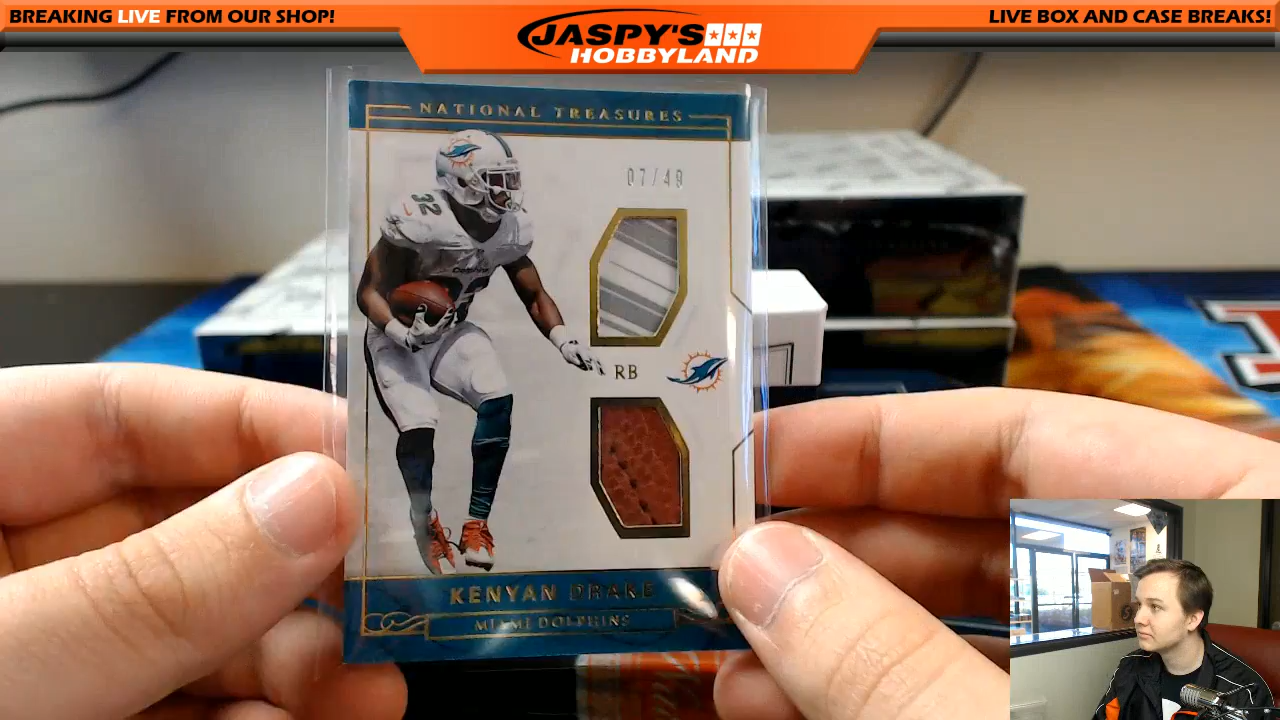 BREAKING LIVE FROM OUR SHOP!
JASPY'S
HOBBYLAND
LIVE BOX AND CASE BREAKS!
NATIONAL TREASURES
07/49
32
RB
KENYAN DRAKE
MIAMI DOLPHINS